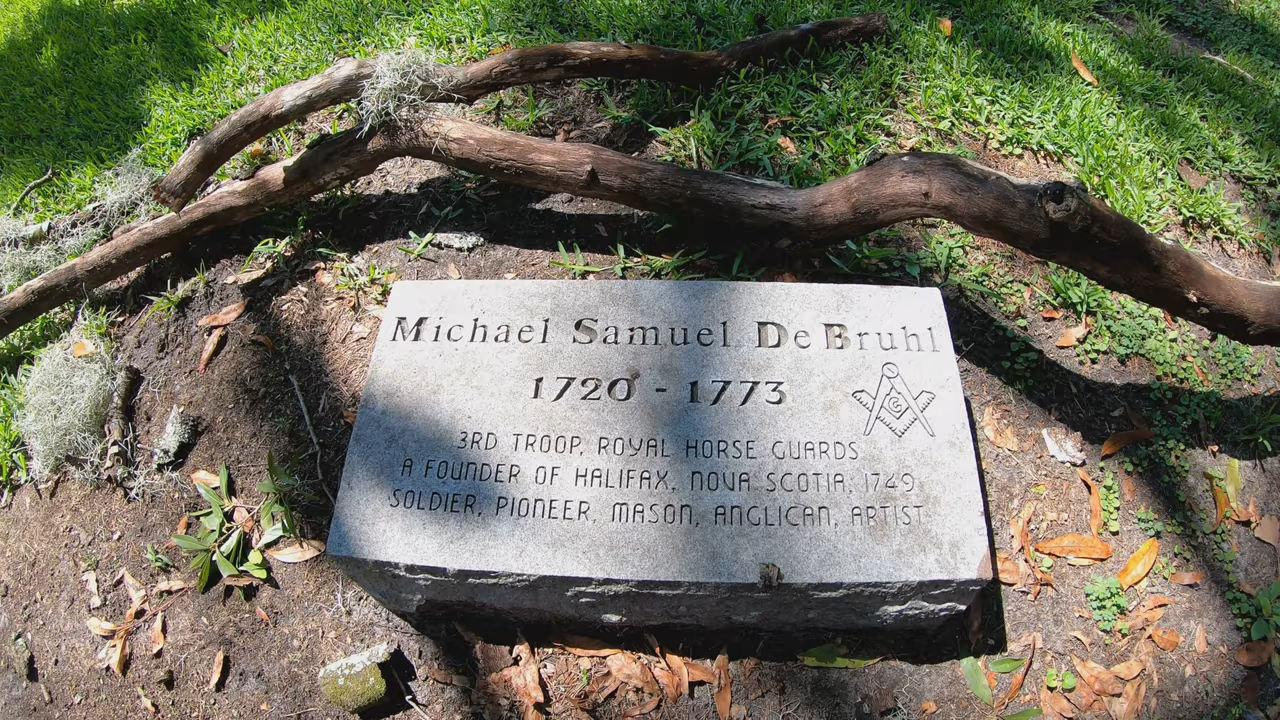 Michael Samuel DeBruhl
1720 - 1773
G
3RD TROOP, ROYAL HORSE GUARDS
A FOUNDER OF HALIFAX, NOVA SCOTIA, 1749
SOLDIER, PIONEER, MASON, ANGLICAN, ARTIST